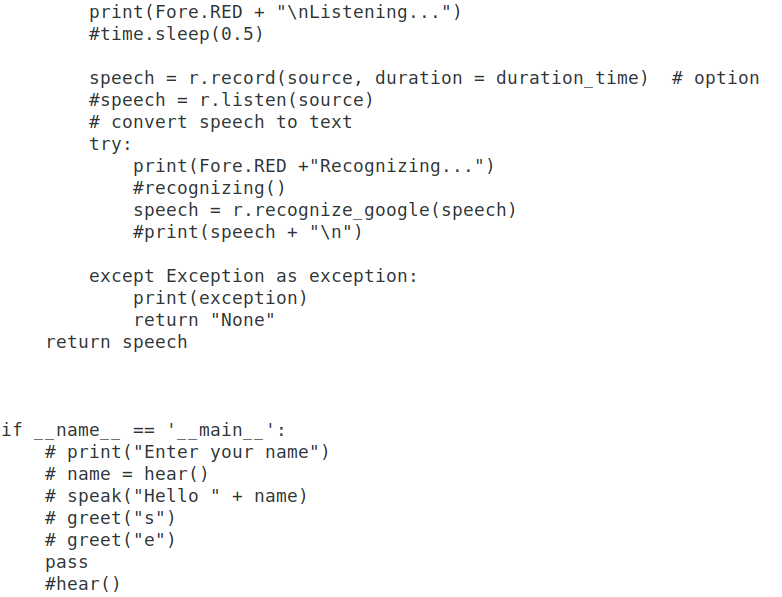 print(Fore.RED + "\nListening...")
        #time.sleep(0.5)

        speech = r.record(source, duration = duration_time)  # option
        #speech = r.listen(source)
        # convert speech to text
        try:
            print(Fore.RED +"Recognizing...")
            #recognizing()
            speech = r.recognize_google(speech)
            #print(speech + "\n")

        except Exception as exception:
            print(exception)
            return "None"
    return speech



if __name__ == '__main__':
    # print("Enter your name")
    # name = hear()
    # speak("Hello " + name)
    # greet("s")
    # greet("e")
    pass
    #hear()